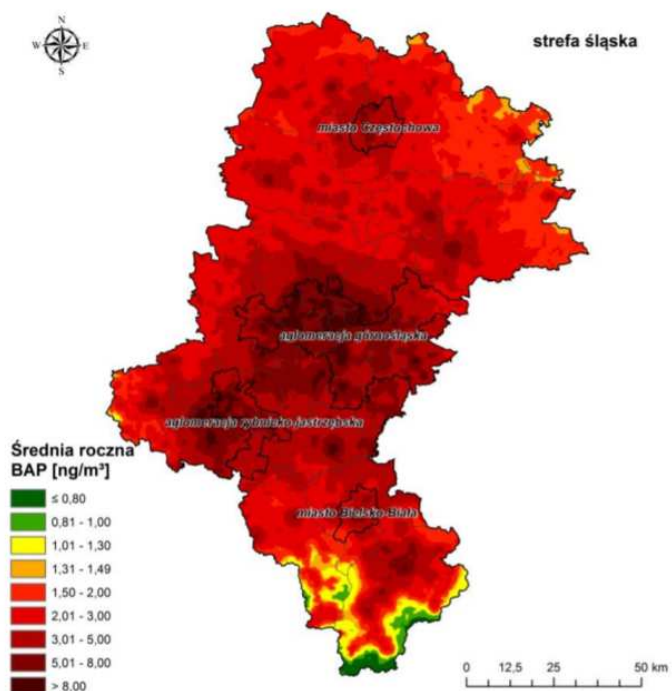 N
W E
S
strefa śląska
miasto Częstochowa
aglomeracja górnośląska
aglomeracja rybnicko-jastrzębska
miasto Bielsko-Biała
Średnia roczna
BAP [ng/m³]
≤ 0,80
0,81 - 1,00
1,01 - 1,30
1,31 - 1,49
1,50 - 2,00
2,01 - 3,00
3,01 - 5,00
5,01 - 8,00
> 8,00
0 12,5 25 50 km